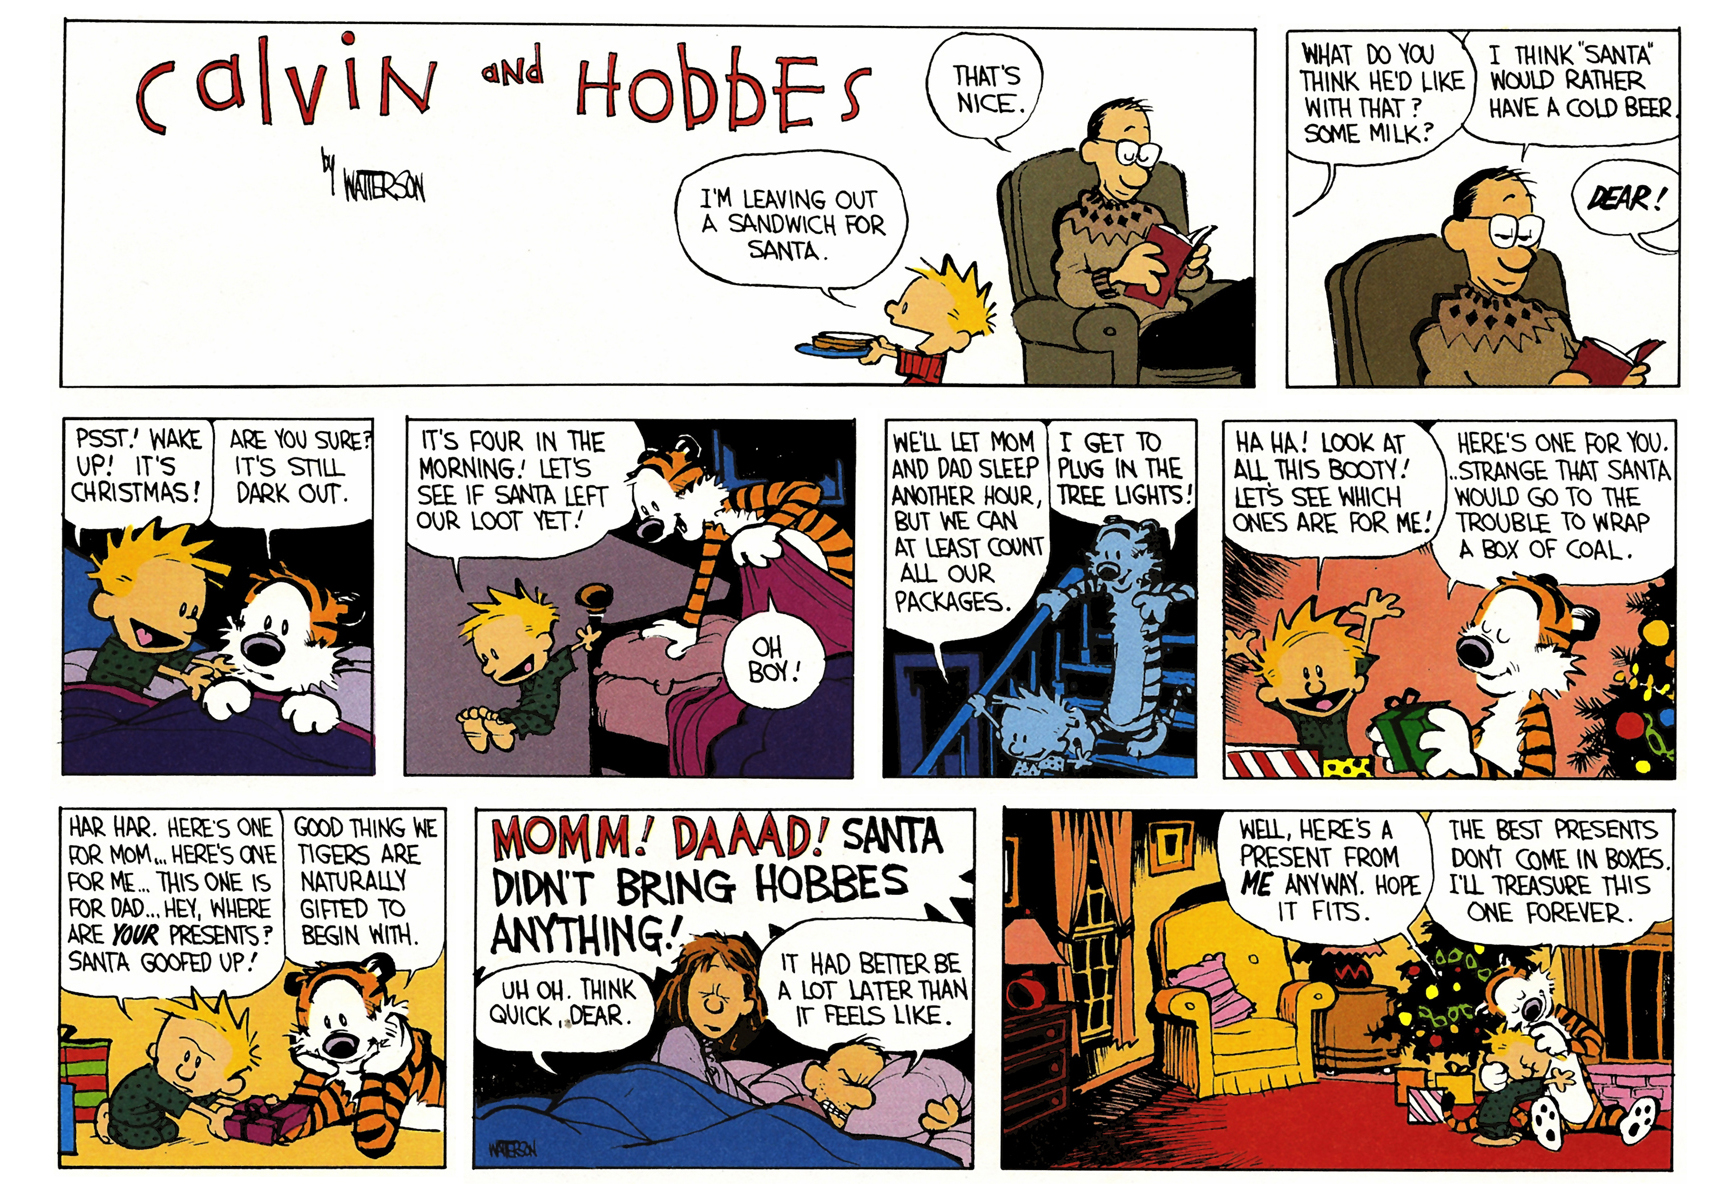 CALVIN AND HOBBES
by WATTERSON
I'M LEAVING OUT
A SANDWICH FOR
SANTA.
THAT'S
NICE.
WHAT DO YOU
THINK HE'D LIKE
WITH THAT?
SOME MILK?
I THINK "SANTA"
WOULD RATHER
HAVE A COLD BEER.
DEAR!
PSST! WAKE
UP! IT'S
CHRISTMAS!
ARE YOU SURE?
IT'S STILL
DARK OUT.
IT'S FOUR IN THE
MORNING! LET'S
SEE IF SANTA LEFT
OUR LOOT YET!
OH
BOY!
WE'LL LET MOM
AND DAD SLEEP
ANOTHER HOUR,
BUT WE CAN
AT LEAST COUNT
ALL OUR
PACKAGES.
I GET TO
PLUG IN THE
TREE LIGHTS!
HA HA! LOOK AT
ALL THIS BOOTY!
LET'S SEE WHICH
ONES ARE FOR ME!
HERE'S ONE FOR YOU.
..STRANGE THAT SANTA
WOULD GO TO THE
TROUBLE TO WRAP
A BOX OF COAL.
HAR HAR. HERE'S ONE
FOR MOM... HERE'S ONE
FOR ME... THIS ONE IS
FOR DAD... HEY, WHERE
ARE YOUR PRESENTS?
SANTA GOOFED UP!
GOOD THING WE
TIGERS ARE
NATURALLY
GIFTED TO
BEGIN WITH.
MOMM! DAAAD! SANTA
DIDN'T BRING HOBBES
ANYTHING!
UH OH. THINK
QUICK, DEAR.
IT HAD BETTER BE
A LOT LATER THAN
IT FEELS LIKE.
WATTERSON
WELL, HERE'S A
PRESENT FROM
ME ANYWAY. HOPE
IT FITS.
THE BEST PRESENTS
DON'T COME IN BOXES.
I'LL TREASURE THIS
ONE FOREVER.